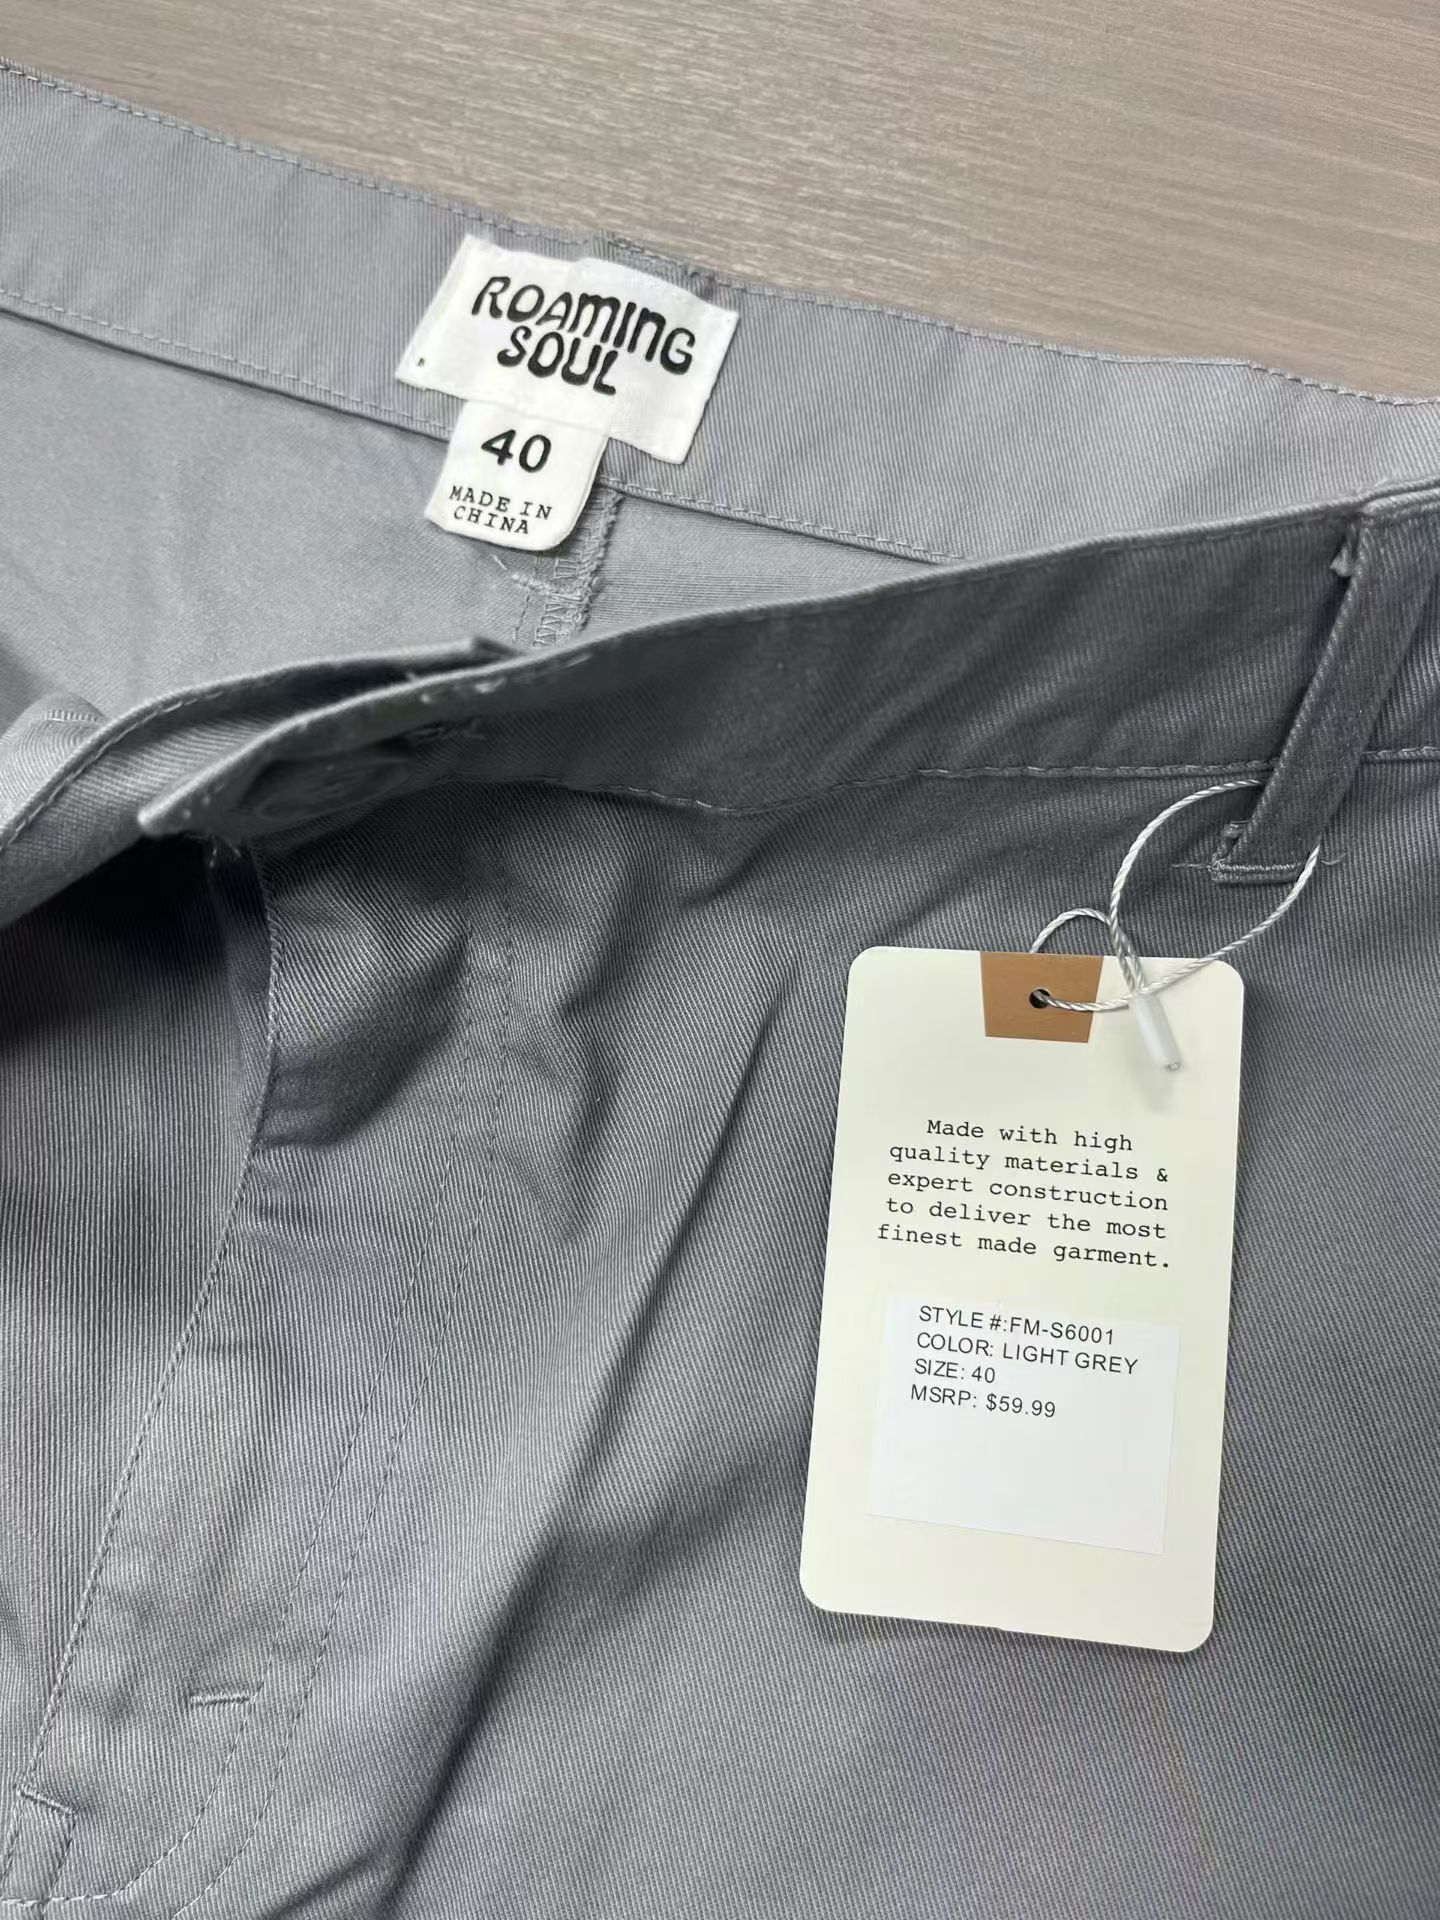 ROAMING
SOUL
40
MADE IN
CHINA
Made with high
quality materials &
expert construction
to deliver the most
finest made garment.
STYLE #:FM-S6001
COLOR: LIGHT GREY
SIZE: 40
MSRP: $59.99